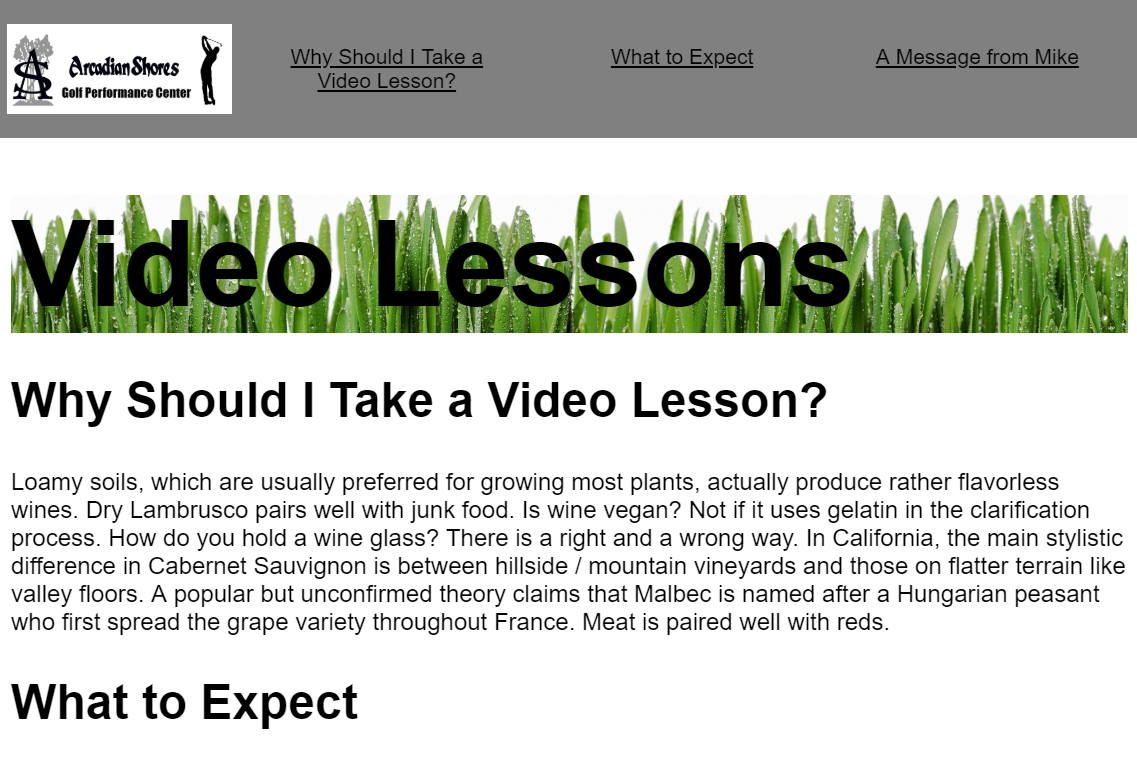 Arcadian Shores
Golf Performance Center
Why Should I Take a
Video Lesson?
What to Expect
A Message from Mike
Video Lessons
Why Should I Take a Video Lesson?
Loamy soils, which are usually preferred for growing most plants, actually produce rather flavorless
wines. Dry Lambrusco pairs well with junk food. Is wine vegan? Not if it uses gelatin in the clarification
process. How do you hold a wine glass? There is a right and a wrong way. In California, the main stylistic
difference in Cabernet Sauvignon is between hillside / mountain vineyards and those on flatter terrain like
valley floors. A popular but unconfirmed theory claims that Malbec is named after a Hungarian peasant
who first spread the grape variety throughout France. Meat is paired well with reds.
What to Expect